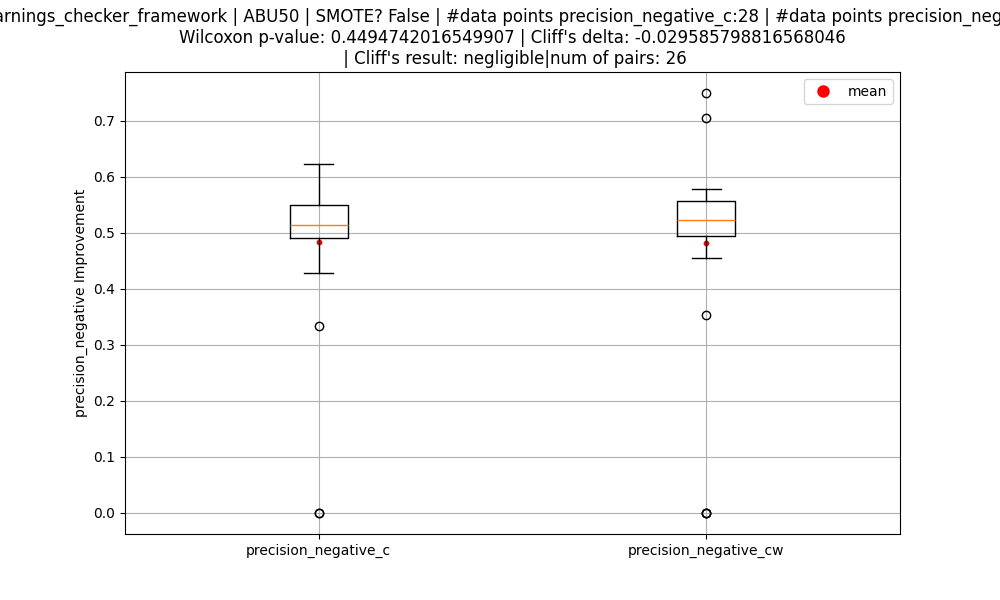 arnings_checker_framework | ABU50 | SMOTE? False | #data points precision_negative_c:28 | #data points precision_neg
Wilcoxon p-value: 0.4494742016549907 | Cliff's delta: -0.029585798816568046
| Cliff's result: negligible|num of pairs: 26
mean
0.7
0.6
0.5
0.4
0.3
0.2
0.1
0.0
precision_negative Improvement
precision_negative_c
precision_negative_cw